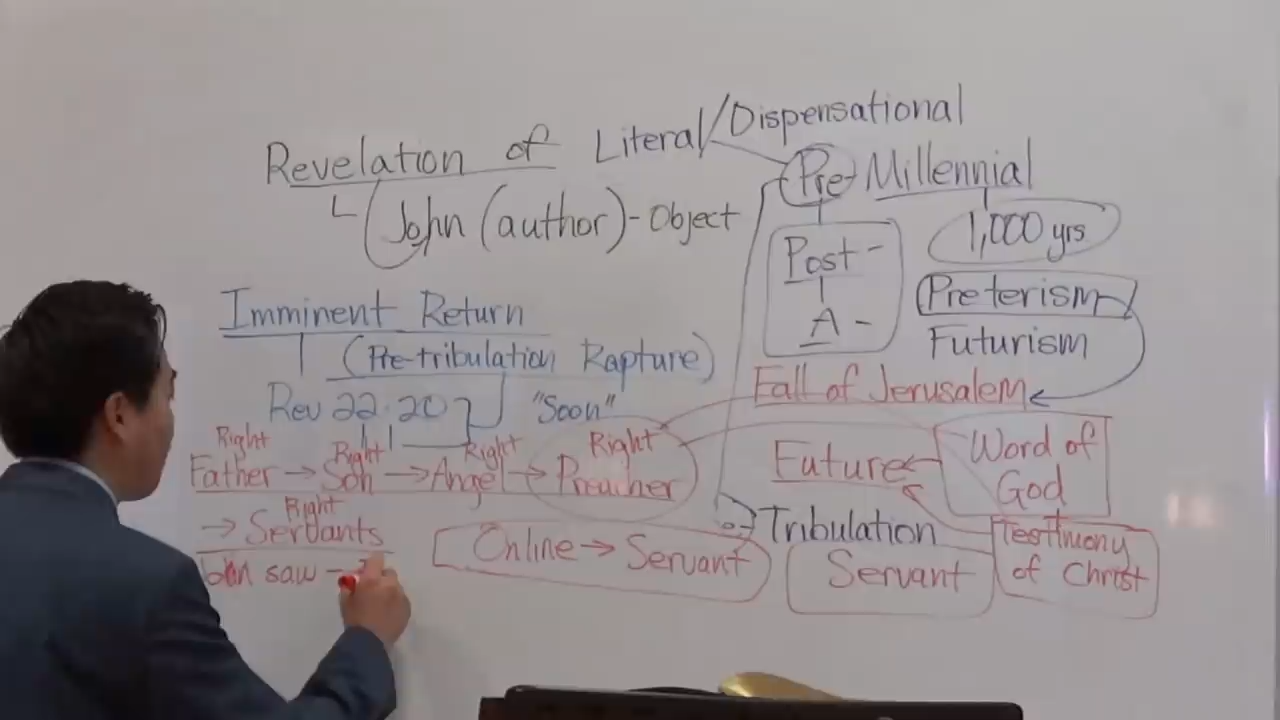 Revelation of Literal/Dispensational
John (author) - Object
Pre- Millennial
1,000 yrs
Post -
A -
Preterism
Futurism
Imminent Return
(Pre-tribulation Rapture)
Rev 22:20 "Soon"
Fall of Jerusalem
Right Right Right Right
Father → Son → Angel → Preacher
Right
→ Servants
John saw -
Online → Servant
Future
Word of
God
Tribulation
Servant
Testimony
of Christ